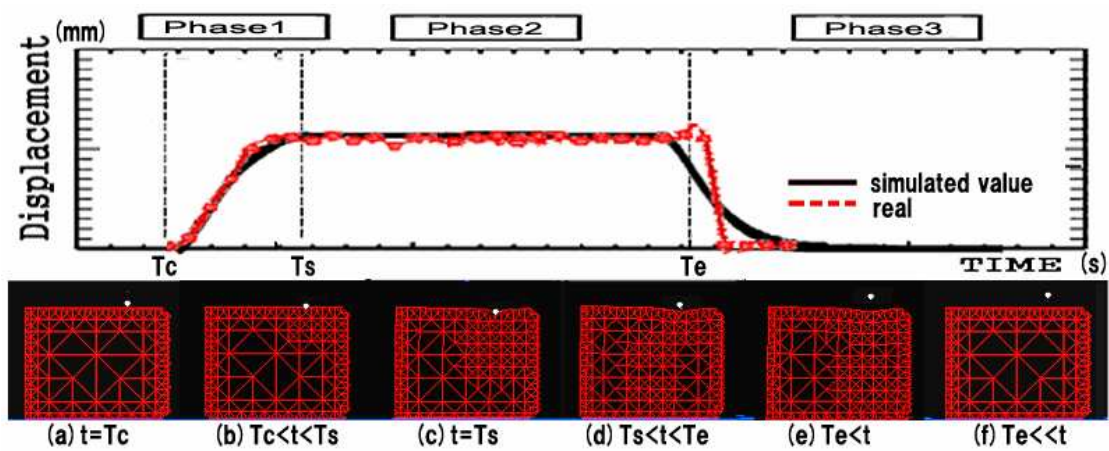 Phase1 Phase2 Phase3
(mm)
Displacement
simulated value
real
Tc Ts Te TIME (s)
(a) t=Tc (b) Tc<t<Ts (c) t=Ts (d) Ts<t<Te (e) Te<t (f) Te<<t